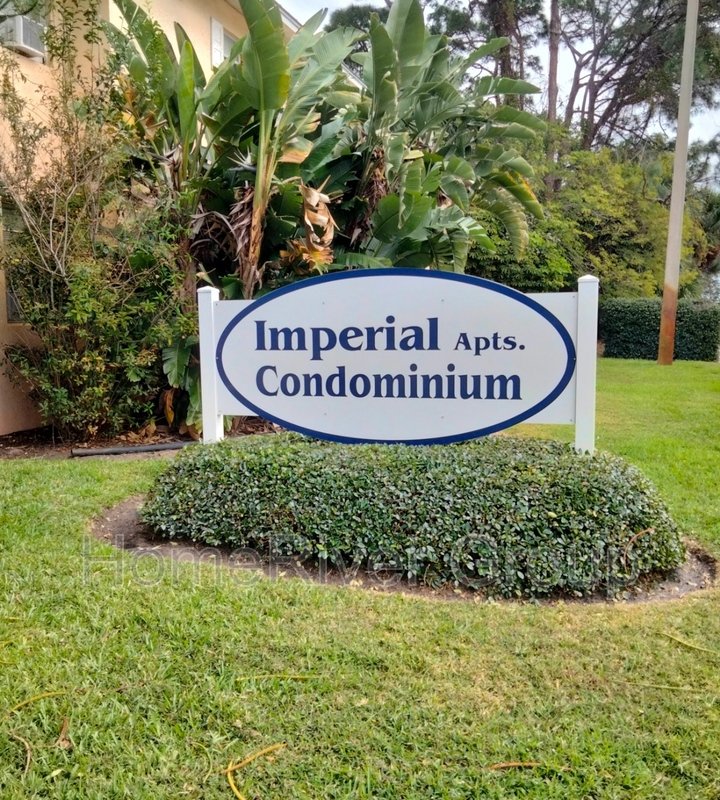 Imperial Apts.
Condominium
HomeRiver Group